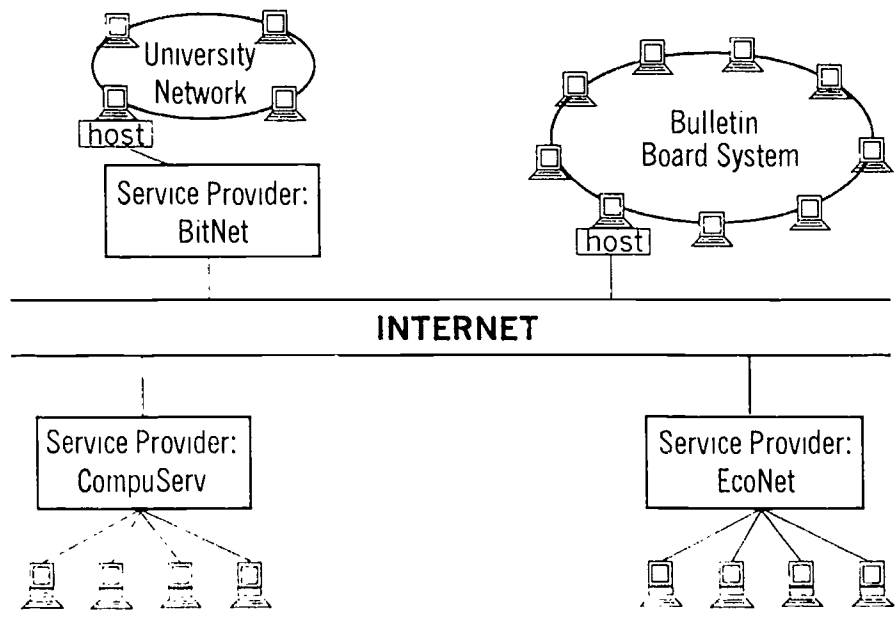 University
Network
host
Service Provider:
BitNet
Bulletin
Board System
host
INTERNET
Service Provider:
CompuServ
Service Provider:
EcoNet